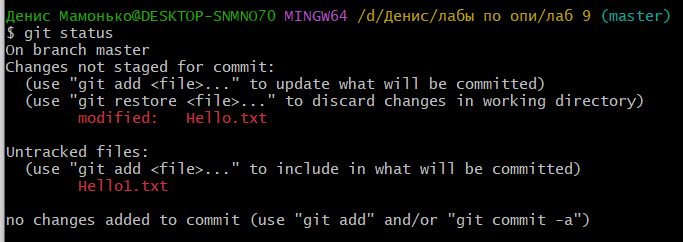 Денис Мамонько@DESKTOP-SNMNO7O MINGW64 /d/Денис/лабы по опи/лаб 9 (master)
$ git status
On branch master
Changes not staged for commit:
  (use "git add <file>..." to update what will be committed)
  (use "git restore <file>..." to discard changes in working directory)
        modified:   Hello.txt

Untracked files:
  (use "git add <file>..." to include in what will be committed)
        Hello1.txt

no changes added to commit (use "git add" and/or "git commit -a")